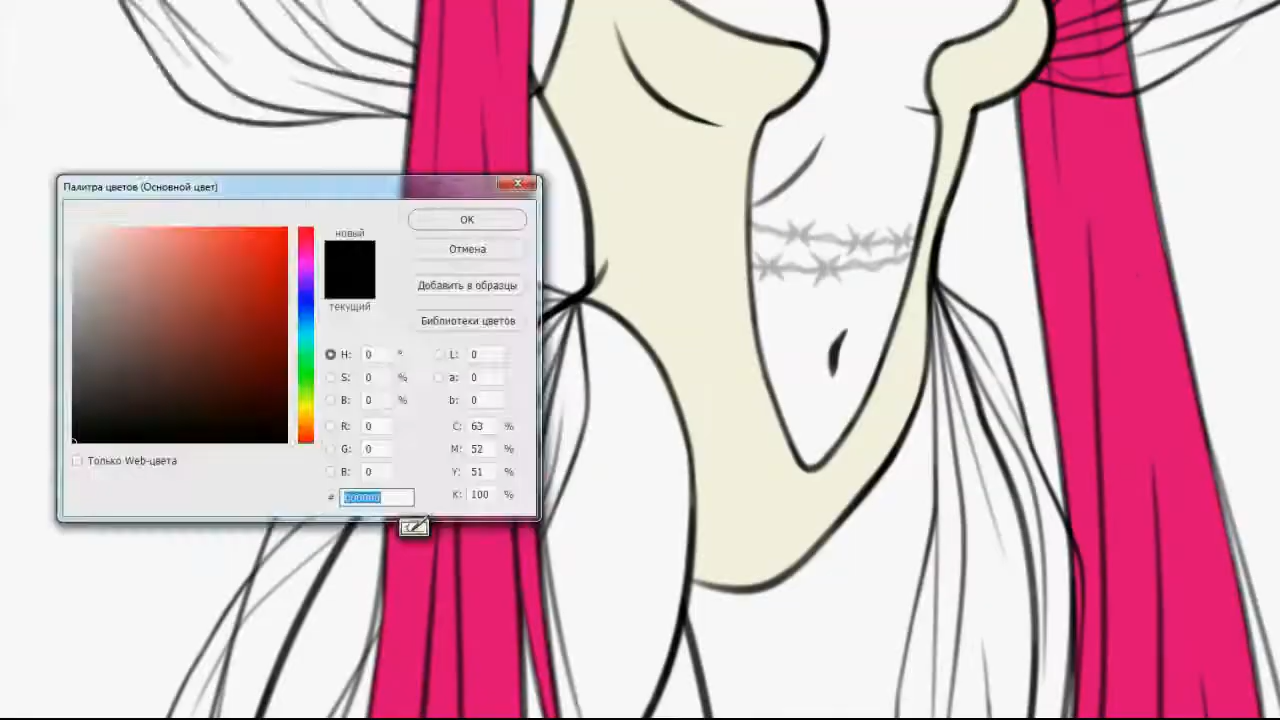 Палитра цветов (Основной цвет)
OK
новый
Отмена
Добавить в образцы
текущий
Библиотеки цветов
H: 0 ° L: 0
S: 0 % a: 0
B: 0 % b: 0
R: 0 C: 63 %
G: 0 M: 52 %
B: 0 Y: 51 %
Только Web-цвета
# 000000 K: 100 %